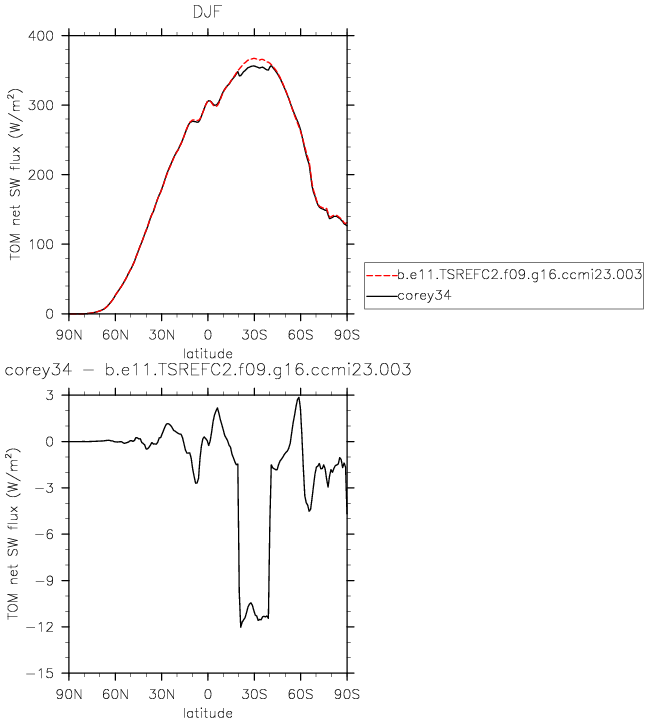 DJF
TOM net SW flux (W/m²)
400
300
200
100
0
90N 60N 30N 0 30S 60S 90S
latitude
b.e11.TSREFC2.f09.g16.ccmi23.003
corey34
corey34 − b.e11.TSREFC2.f09.g16.ccmi23.003
TOM net SW flux (W/m²)
3
0
−3
−6
−9
−12
−15
90N 60N 30N 0 30S 60S 90S
latitude